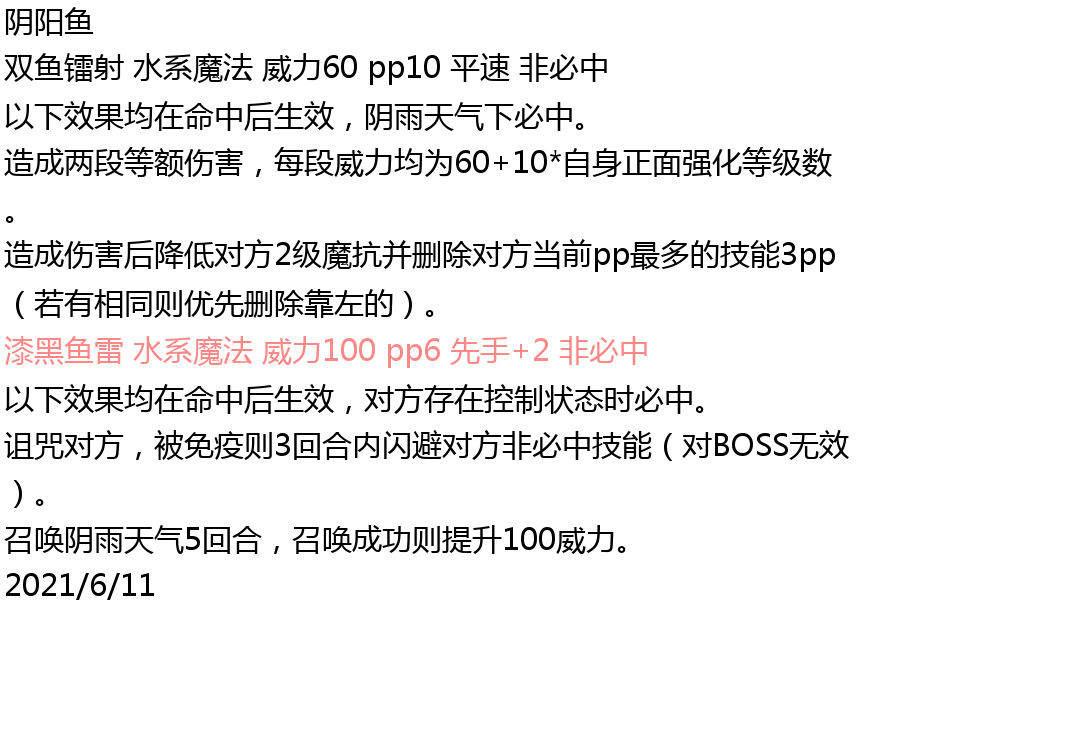 阴阳鱼
双鱼镭射 水系魔法 威力60 pp10 平速 非必中
以下效果均在命中后生效，阴雨天气下必中。
造成两段等额伤害，每段威力均为60+10*自身正面强化等级数
。
造成伤害后降低对方2级魔抗并删除对方当前pp最多的技能3pp
（若有相同则优先删除靠左的）。
漆黑鱼雷 水系魔法 威力100 pp6 先手+2 非必中
以下效果均在命中后生效，对方存在控制状态时必中。
诅咒对方，被免疫则3回合内闪避对方非必中技能（对BOSS无效
）。
召唤阴雨天气5回合，召唤成功则提升100威力。
2021/6/11